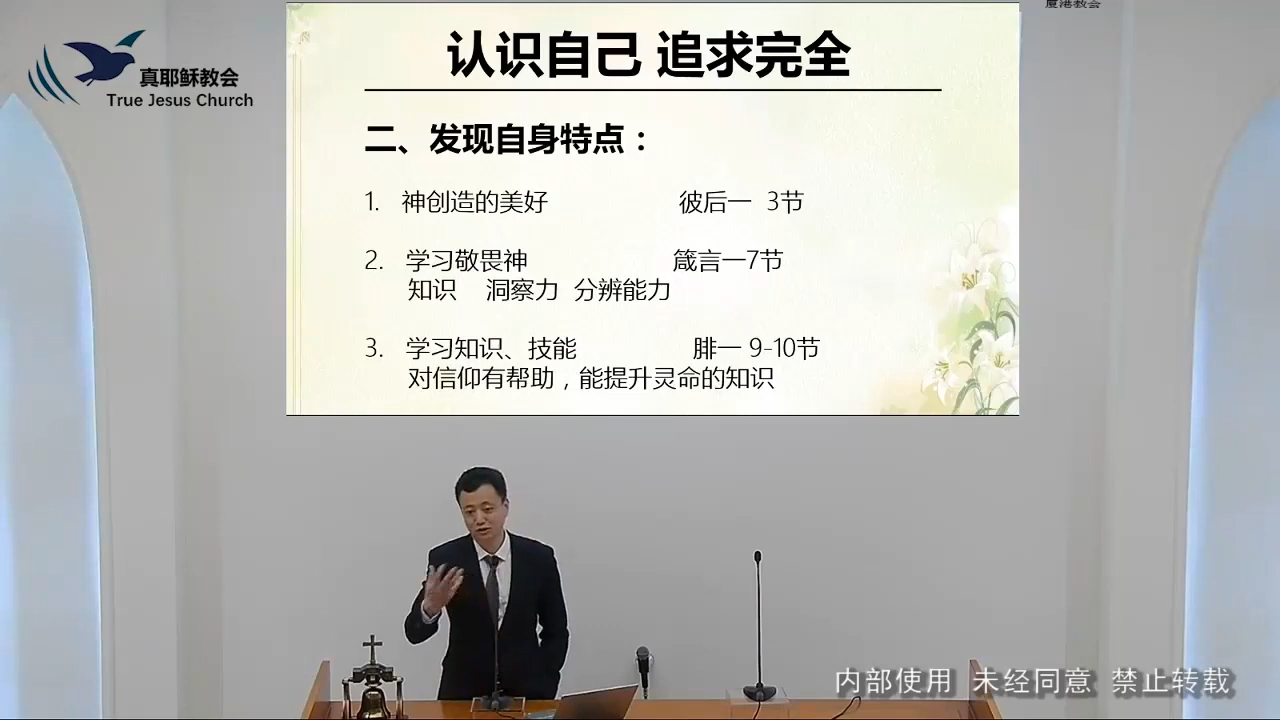 厦港教会
真耶稣教会
True Jesus Church
认识自己 追求完全
二、发现自身特点：
1. 神创造的美好 彼后一 3节
2. 学习敬畏神 箴言一7节
知识 洞察力 分辨能力
3. 学习知识、技能 腓一 9-10节
对信仰有帮助，能提升灵命的知识
内部使用 未经同意 禁止转载